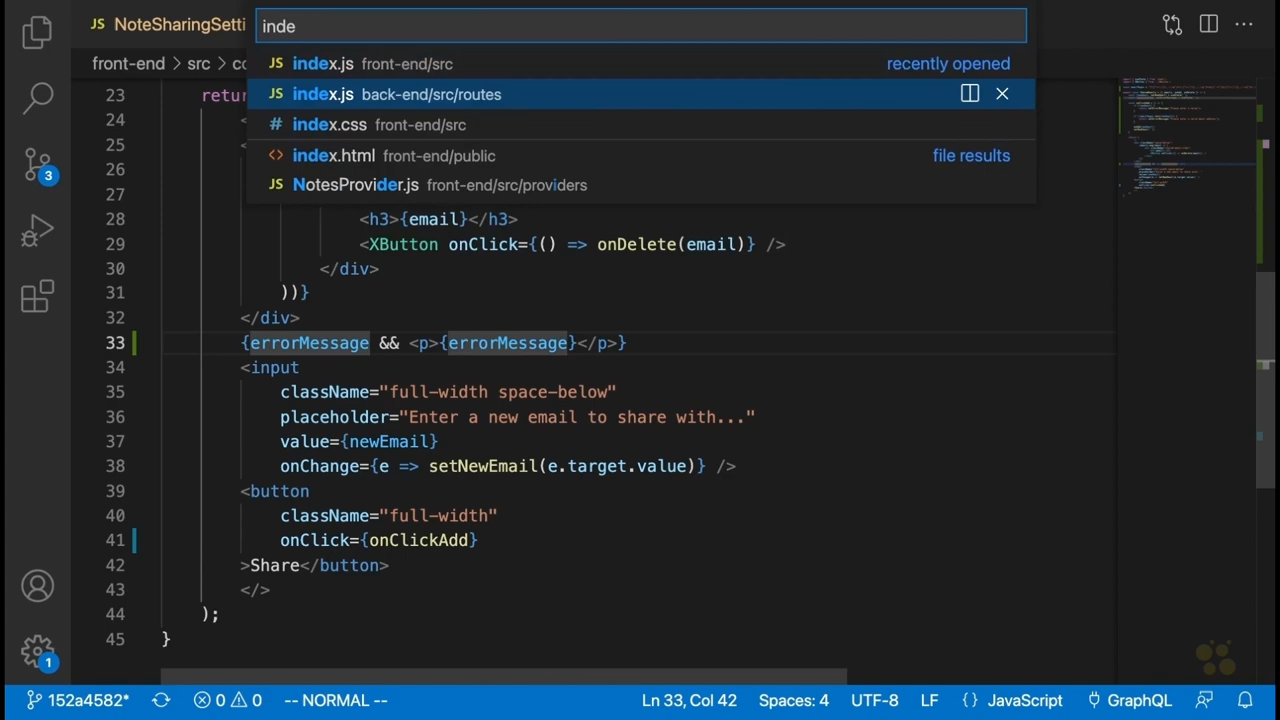 JS NoteSharingSetti
inde
front-end > src > co
JS index.js front-end/src recently opened
JS index.js back-end/src/routes
# index.css front-end/src
<> index.html front-end/public file results
JS NotesProvider.js front-end/src/providers
23 retur
24 <
25 <
26
27
28 <h3>{email}</h3>
29 <XButton onClick={() => onDelete(email)} />
30 </div>
31 ))}
32 </div>
33 {errorMessage && <p>{errorMessage}</p>}
34 <input
35 className="full-width space-below"
36 placeholder="Enter a new email to share with..."
37 value={newEmail}
38 onChange={e => setNewEmail(e.target.value)} />
39 <button
40 className="full-width"
41 onClick={onClickAdd}
42 >Share</button>
43 </>
44 );
45 }
3
1
152a4582* 0 0 -- NORMAL -- Ln 33, Col 42 Spaces: 4 UTF-8 LF {} JavaScript GraphQL